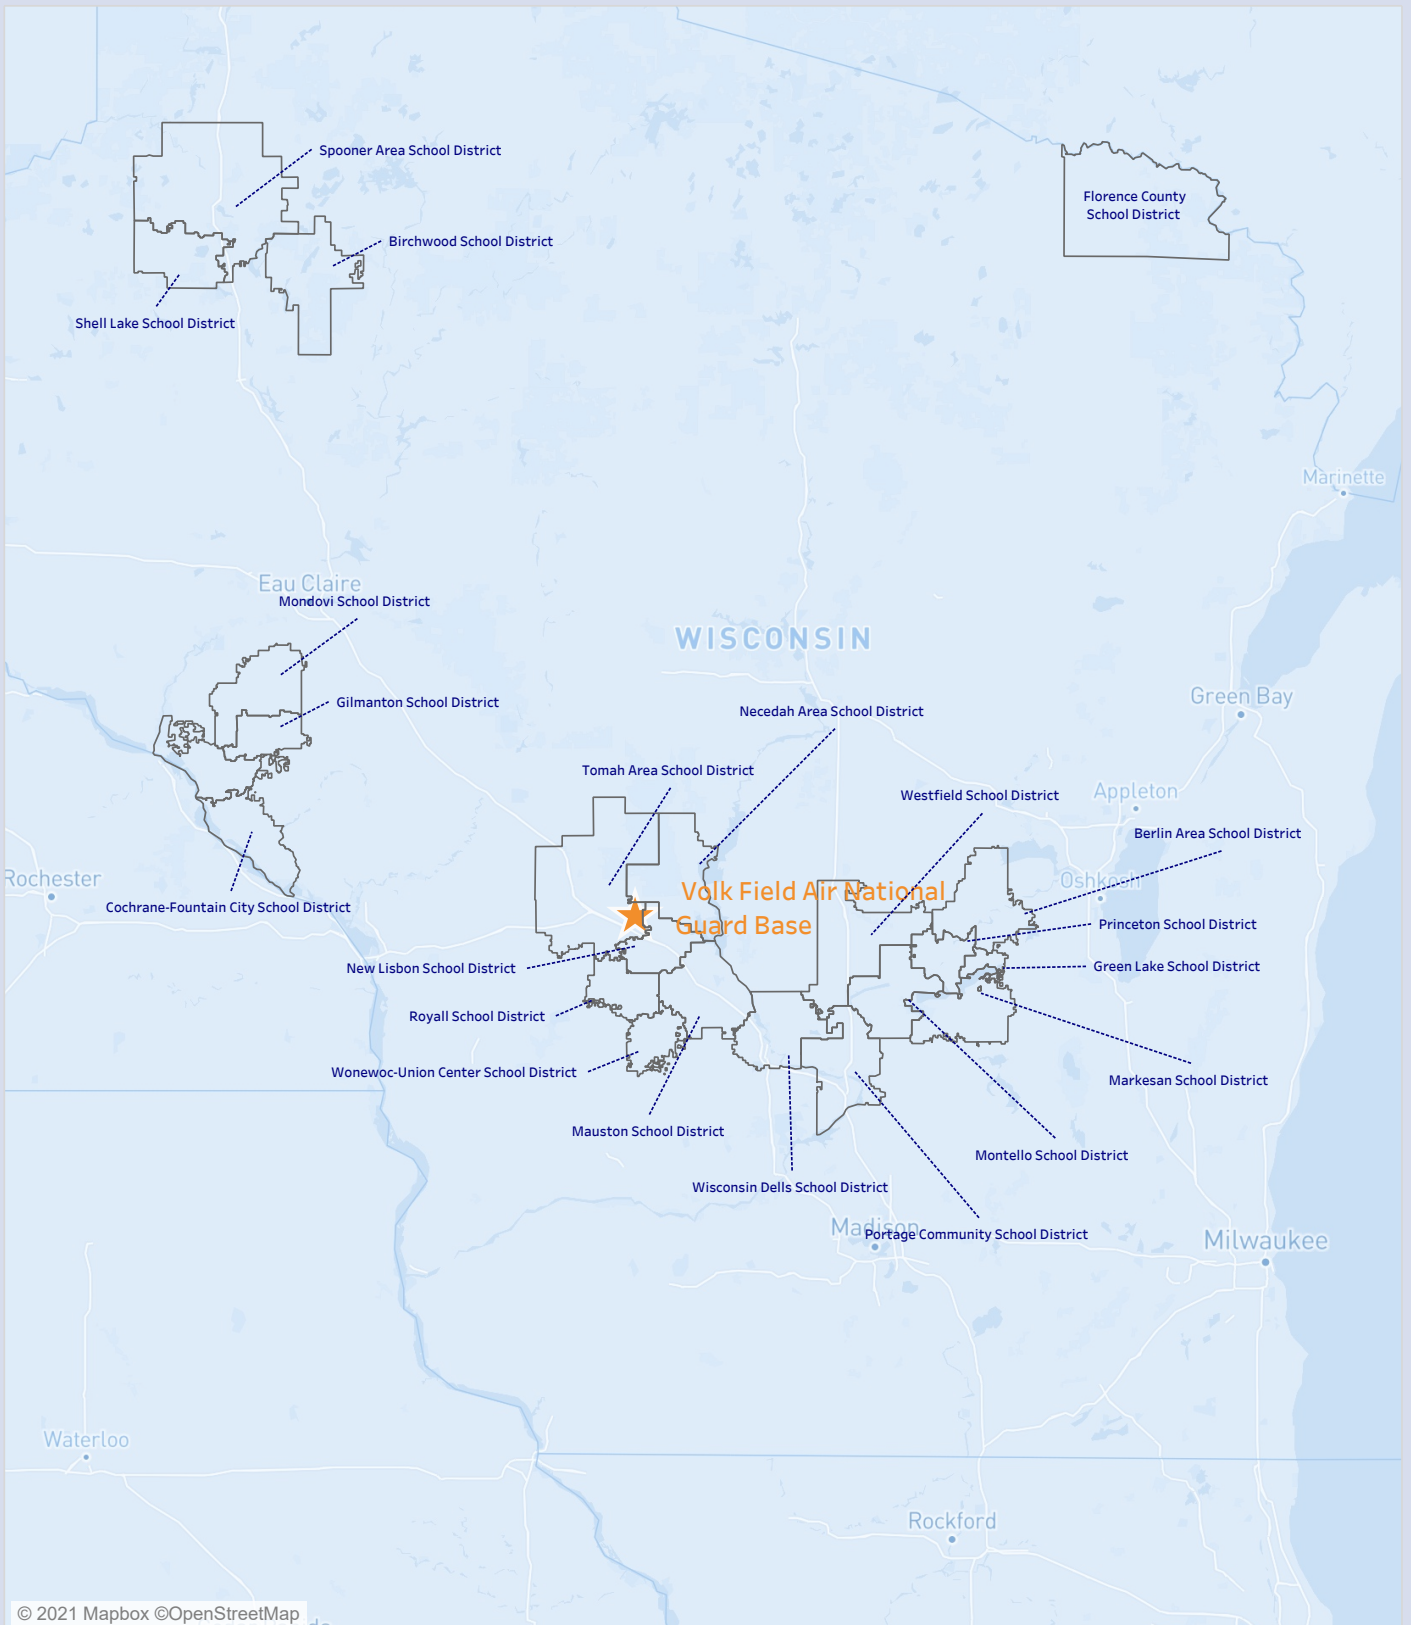 Spooner Area School District
Florence County
School District
Birchwood School District
Shell Lake School District
Marinette
Eau Claire
Mondovi School District
WISCONSIN
Green Bay
Gilmanton School District
Necedah Area School District
Tomah Area School District
Appleton
Westfield School District
Berlin Area School District
Rochester
Oshkosh
Volk Field Air National
Guard Base
Cochrane-Fountain City School District
Princeton School District
New Lisbon School District
Green Lake School District
Royall School District
Wonewoc-Union Center School District
Markesan School District
Mauston School District
Montello School District
Wisconsin Dells School District
Madison
Portage Community School District
Milwaukee
Waterloo
Rockford
© 2021 Mapbox ©OpenStreetMap